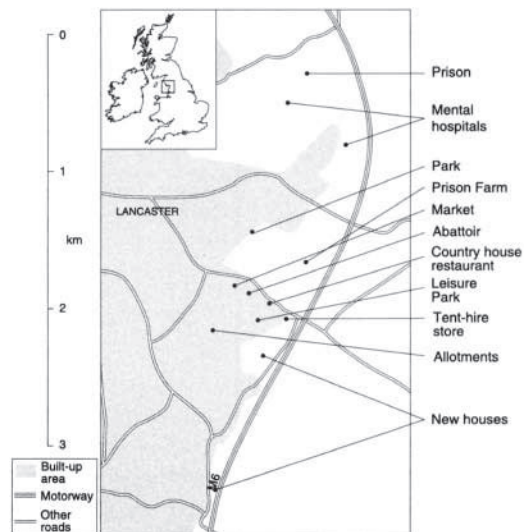 0
Prison
Mental
hospitals
1
Park
Prison Farm
LANCASTER
Market
km
Abattoir
Country house
restaurant
Leisure
Park
2
Tent-hire
store
Allotments
New houses
3
M6
Built-up
area
Motorway
Other
roads